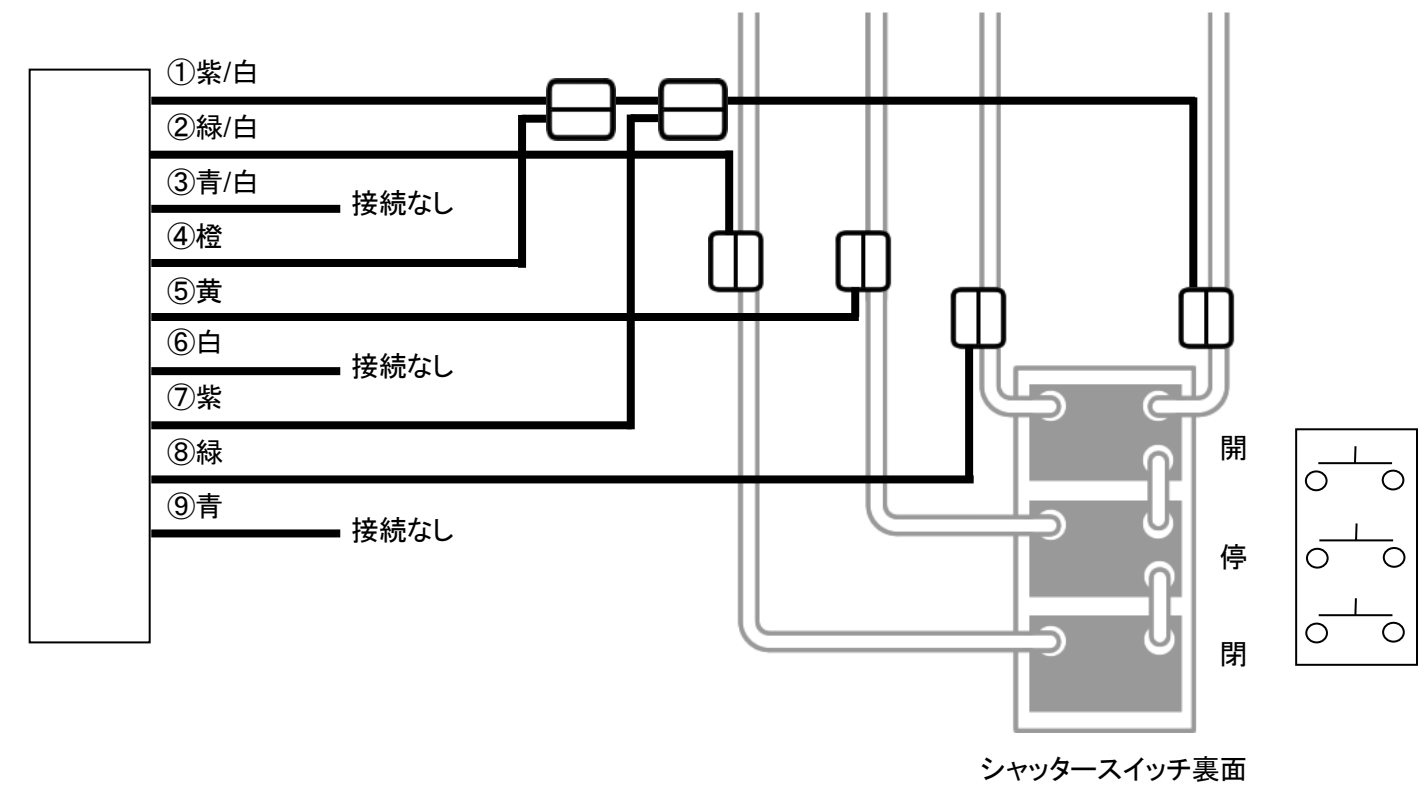 ①紫/白
②緑/白
③青/白
接続なし
④橙
⑤黄
⑥白
接続なし
⑦紫
⑧緑
⑨青
接続なし
開
停
閉
シャッタースイッチ裏面